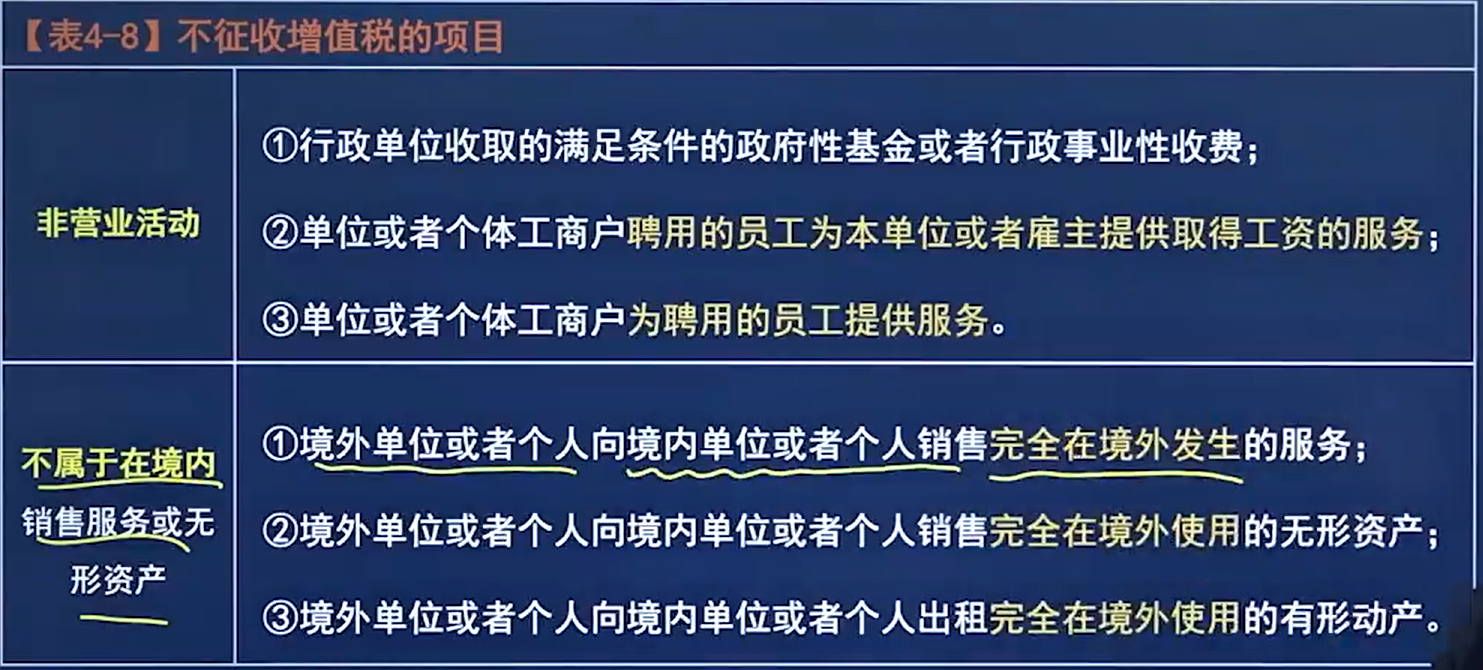 【表4-8】不征收增值税的项目
非营业活动
①行政单位收取的满足条件的政府性基金或者行政事业性收费；
②单位或者个体工商户聘用的员工为本单位或者雇主提供取得工资的服务；
③单位或者个体工商户为聘用的员工提供服务。
不属于在境内
销售服务或无
形资产
①境外单位或者个人向境内单位或者个人销售完全在境外发生的服务；
②境外单位或者个人向境内单位或者个人销售完全在境外使用的无形资产；
③境外单位或者个人向境内单位或者个人出租完全在境外使用的有形动产。